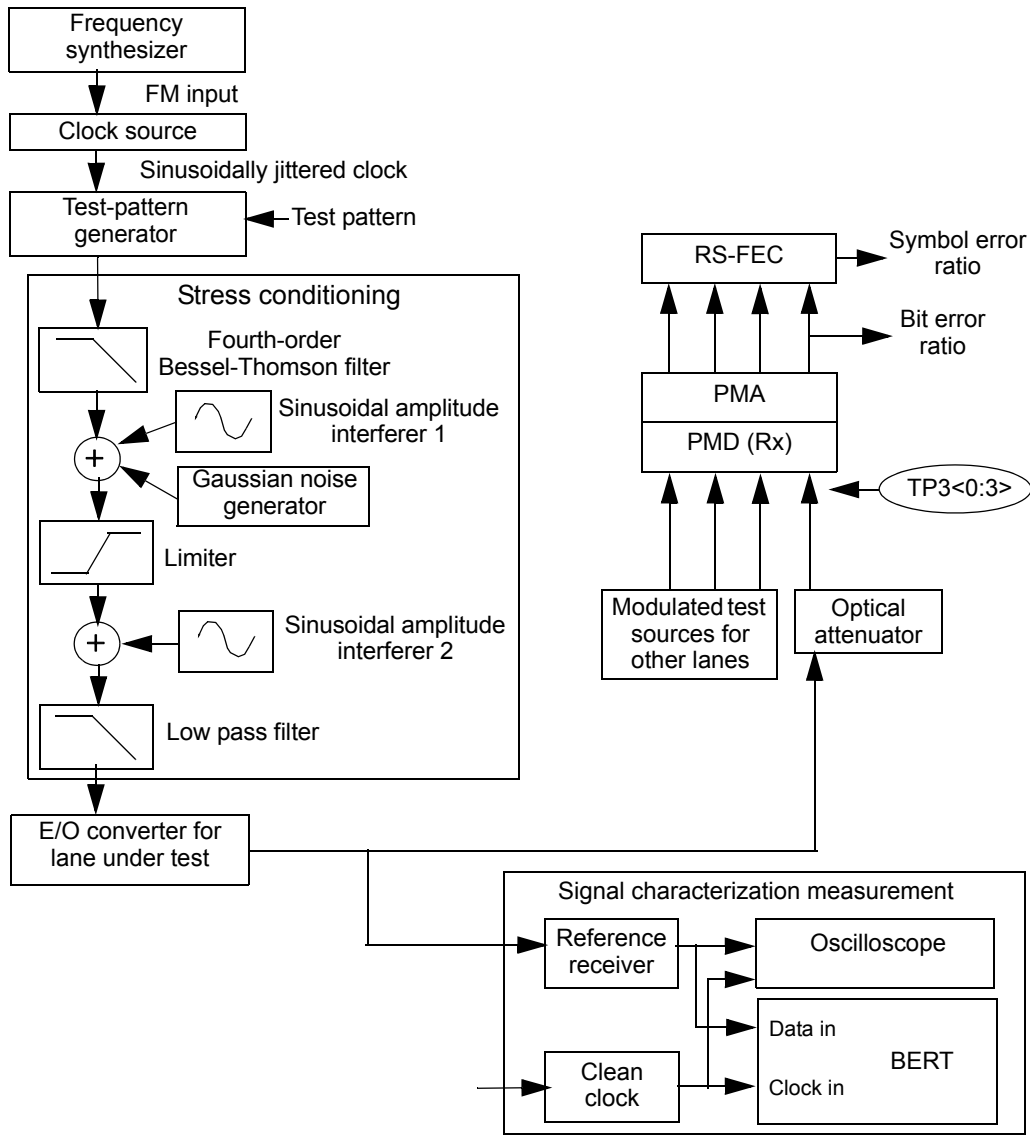 Frequency
synthesizer
FM input
Clock source
Sinusoidally jittered clock
Test-pattern
generator
Test pattern
Stress conditioning
Fourth-order
Bessel-Thomson filter
Sinusoidal amplitude
interferer 1
+
Gaussian noise
generator
Limiter
+
Sinusoidal amplitude
interferer 2
Low pass filter
E/O converter for
lane under test
RS-FEC
Symbol error
ratio
Bit error
ratio
PMA
PMD (Rx)
TP3<0:3>
Modulated test
sources for
other lanes
Optical
attenuator
Signal characterization measurement
Reference
receiver
Oscilloscope
Data in
BERT
Clean
clock
Clock in